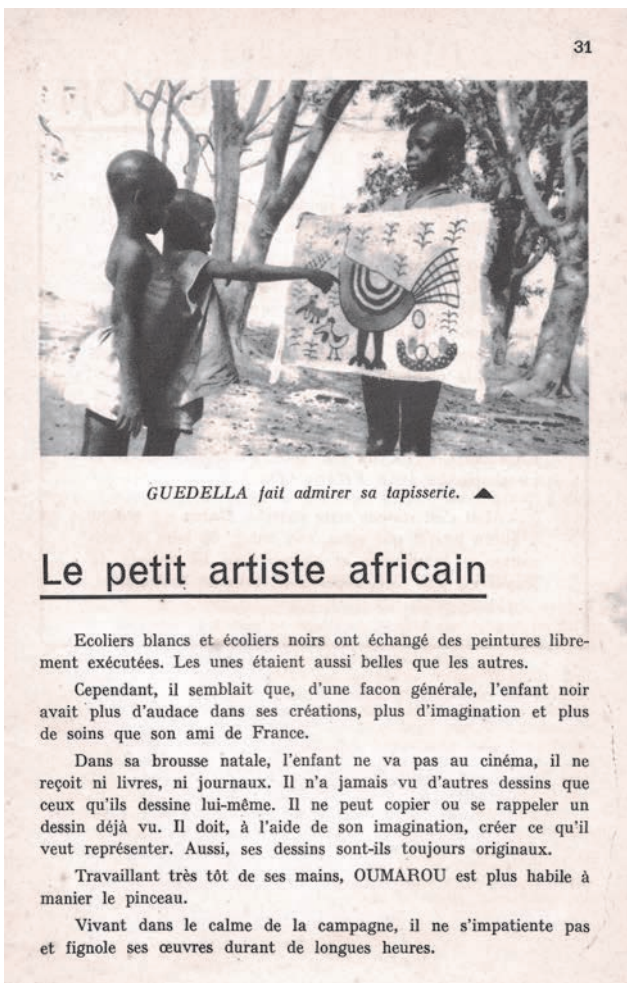 31
GUEDELLA fait admirer sa tapisserie. ▲
Le petit artiste africain
Ecoliers blancs et écoliers noirs ont échangé des peintures libre-
ment exécutées. Les unes étaient aussi belles que les autres.
Cependant, il semblait que, d'une facon générale, l'enfant noir
avait plus d'audace dans ses créations, plus d'imagination et plus
de soins que son ami de France.
Dans sa brousse natale, l'enfant ne va pas au cinéma, il ne
reçoit ni livres, ni journaux. Il n'a jamais vu d'autres dessins que
ceux qu'ils dessine lui-même. Il ne peut copier ou se rappeler un
dessin déjà vu. Il doit, à l'aide de son imagination, créer ce qu'il
veut représenter. Aussi, ses dessins sont-ils toujours originaux.
Travaillant très tôt de ses mains, OUMAROU est plus habile à
manier le pinceau.
Vivant dans le calme de la campagne, il ne s'impatiente pas
et fignole ses œuvres durant de longues heures.